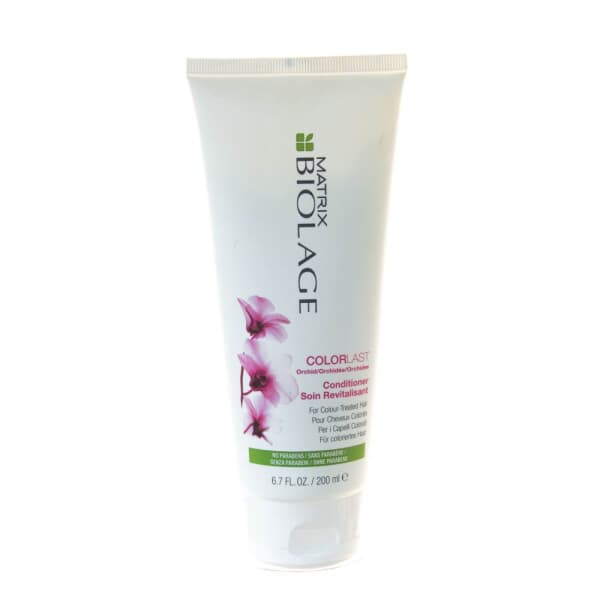 MATRIX
BIOLAGE
COLORLAST
Orchid/Orchidée/Orchidee
Conditioner
Soin Revitalisant
For Colour-Treated Hair
Pour Cheveux Colorés
Per i Capelli Colorati
Für coloriertes Haar
NO PARABENS / SANS PARABENE /
SENZA PARABENI / OHNE PARABENE
6.7 FL. OZ. / 200 ml ℮